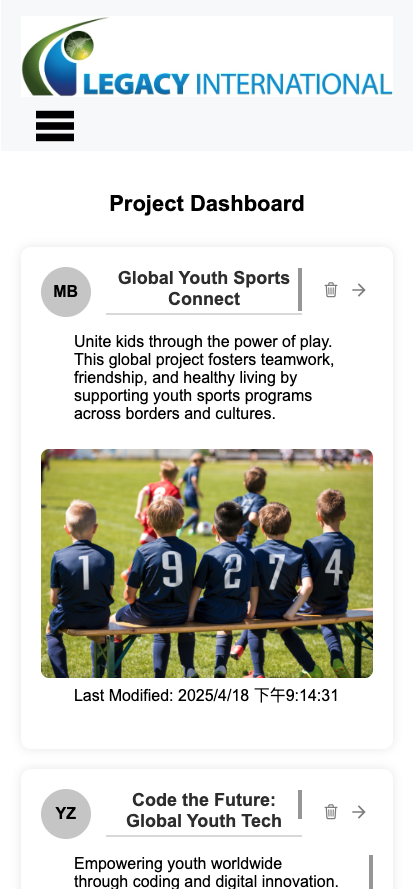 LEGACY INTERNATIONAL
Project Dashboard
MB
Global Youth Sports
Connect
Unite kids through the power of play.
This global project fosters teamwork,
friendship, and healthy living by
supporting youth sports programs
across borders and cultures.
1 9 2 7 4
Last Modified: 2025/4/18 下午9:14:31
YZ
Code the Future:
Global Youth Tech
Empowering youth worldwide
through coding and digital innovation.